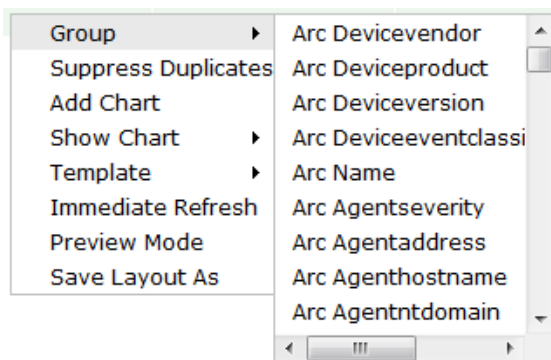 Group
Suppress Duplicates
Add Chart
Show Chart
Template
Immediate Refresh
Preview Mode
Save Layout As
Arc Devicevendor
Arc Deviceproduct
Arc Deviceversion
Arc Deviceeventclassi
Arc Name
Arc Agentseverity
Arc Agentaddress
Arc Agenthostname
Arc Agentntdomain